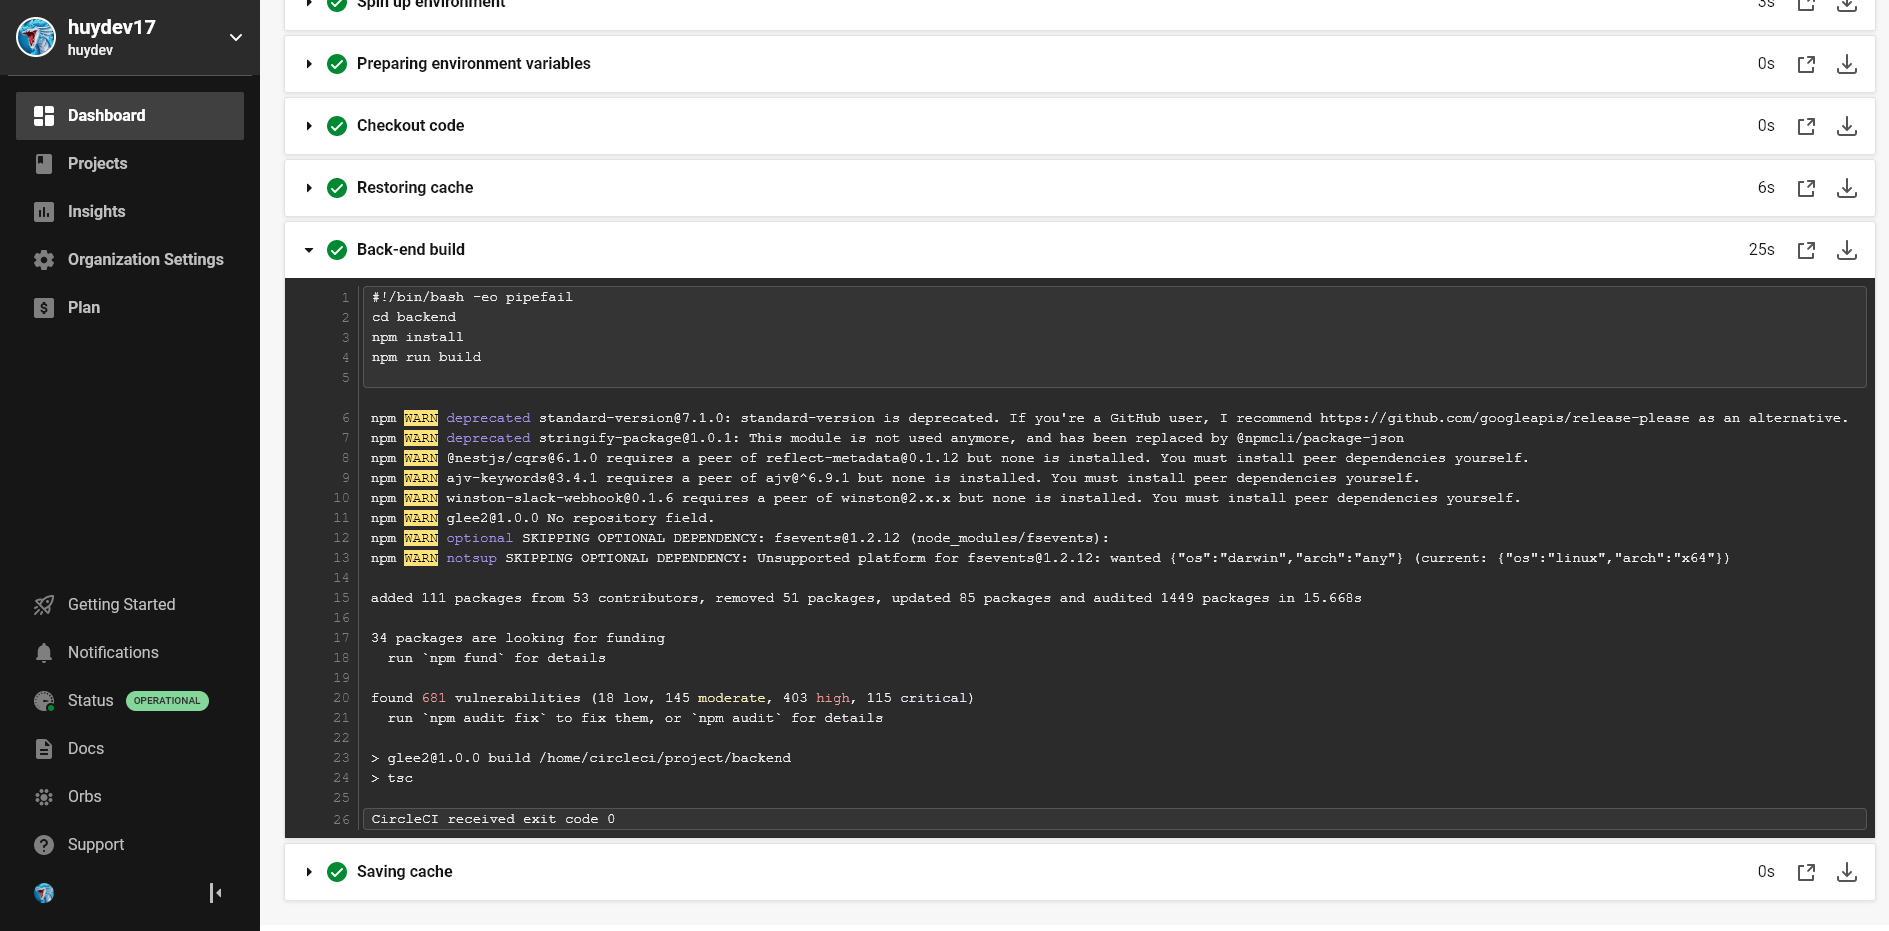 huydev17
huydev
Dashboard
Projects
Insights
Organization Settings
Plan
Getting Started
Notifications
Status OPERATIONAL
Docs
Orbs
Support
Spin up environment 3s
Preparing environment variables 0s
Checkout code 0s
Restoring cache 6s
Back-end build 25s
1 #!/bin/bash -eo pipefail
2 cd backend
3 npm install
4 npm run build
5
6 npm WARN deprecated standard-version@7.1.0: standard-version is deprecated. If you're a GitHub user, I recommend https://github.com/googleapis/release-please as an alternative.
7 npm WARN deprecated stringify-package@1.0.1: This module is not used anymore, and has been replaced by @npmcli/package-json
8 npm WARN @nestjs/cqrs@6.1.0 requires a peer of reflect-metadata@0.1.12 but none is installed. You must install peer dependencies yourself.
9 npm WARN ajv-keywords@3.4.1 requires a peer of ajv@^6.9.1 but none is installed. You must install peer dependencies yourself.
10 npm WARN winston-slack-webhook@0.1.6 requires a peer of winston@2.x.x but none is installed. You must install peer dependencies yourself.
11 npm WARN glee2@1.0.0 No repository field.
12 npm WARN optional SKIPPING OPTIONAL DEPENDENCY: fsevents@1.2.12 (node_modules/fsevents):
13 npm WARN notsup SKIPPING OPTIONAL DEPENDENCY: Unsupported platform for fsevents@1.2.12: wanted {"os":"darwin","arch":"any"} (current: {"os":"linux","arch":"x64"})
14
15 added 111 packages from 53 contributors, removed 51 packages, updated 85 packages and audited 1449 packages in 15.668s
16
17 34 packages are looking for funding
18 run `npm fund` for details
19
20 found 681 vulnerabilities (18 low, 145 moderate, 403 high, 115 critical)
21 run `npm audit fix` to fix them, or `npm audit` for details
22
23 > glee2@1.0.0 build /home/circleci/project/backend
24 > tsc
25
26 CircleCI received exit code 0
Saving cache 0s